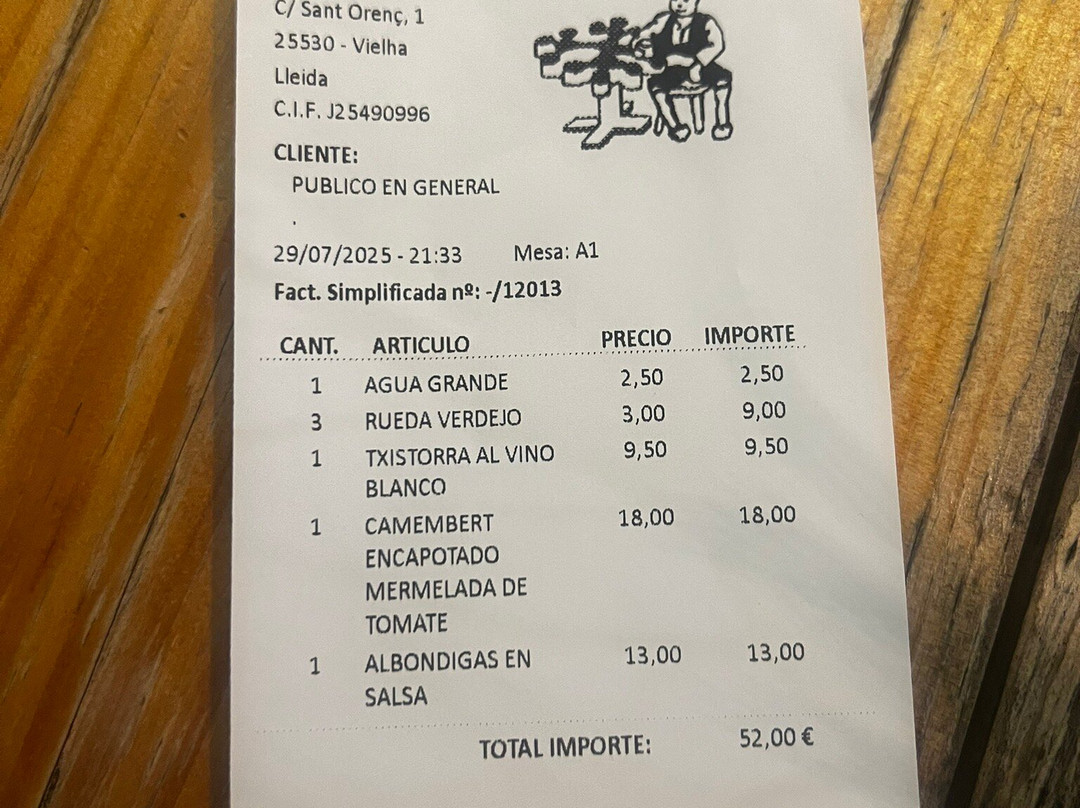 C/ Sant Orenç, 1
25530 - Vielha
Lleida
C.I.F. J25490996
CLIENTE:
PUBLICO EN GENERAL
.
29/07/2025 - 21:33 Mesa: A1
Fact. Simplificada nº: -/12013
CANT. ARTICULO PRECIO IMPORTE
1 AGUA GRANDE 2,50 2,50
3 RUEDA VERDEJO 3,00 9,00
1 TXISTORRA AL VINO 9,50 9,50
BLANCO
1 CAMEMBERT 18,00 18,00
ENCAPOTADO
MERMELADA DE
TOMATE
1 ALBONDIGAS EN 13,00 13,00
SALSA
TOTAL IMPORTE: 52,00 €